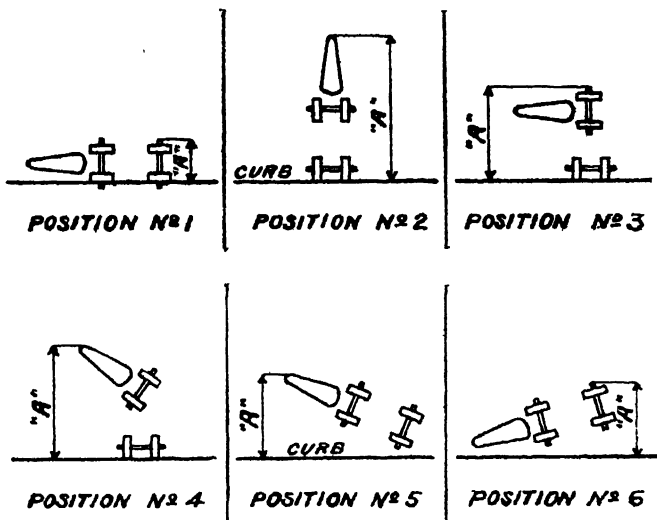 "A"
POSITION Nº 1
"A"
CURB
POSITION Nº 2
"A"
POSITION Nº 3
"A"
POSITION Nº 4
"A"
CURB
POSITION Nº 5
"A"
POSITION Nº 6